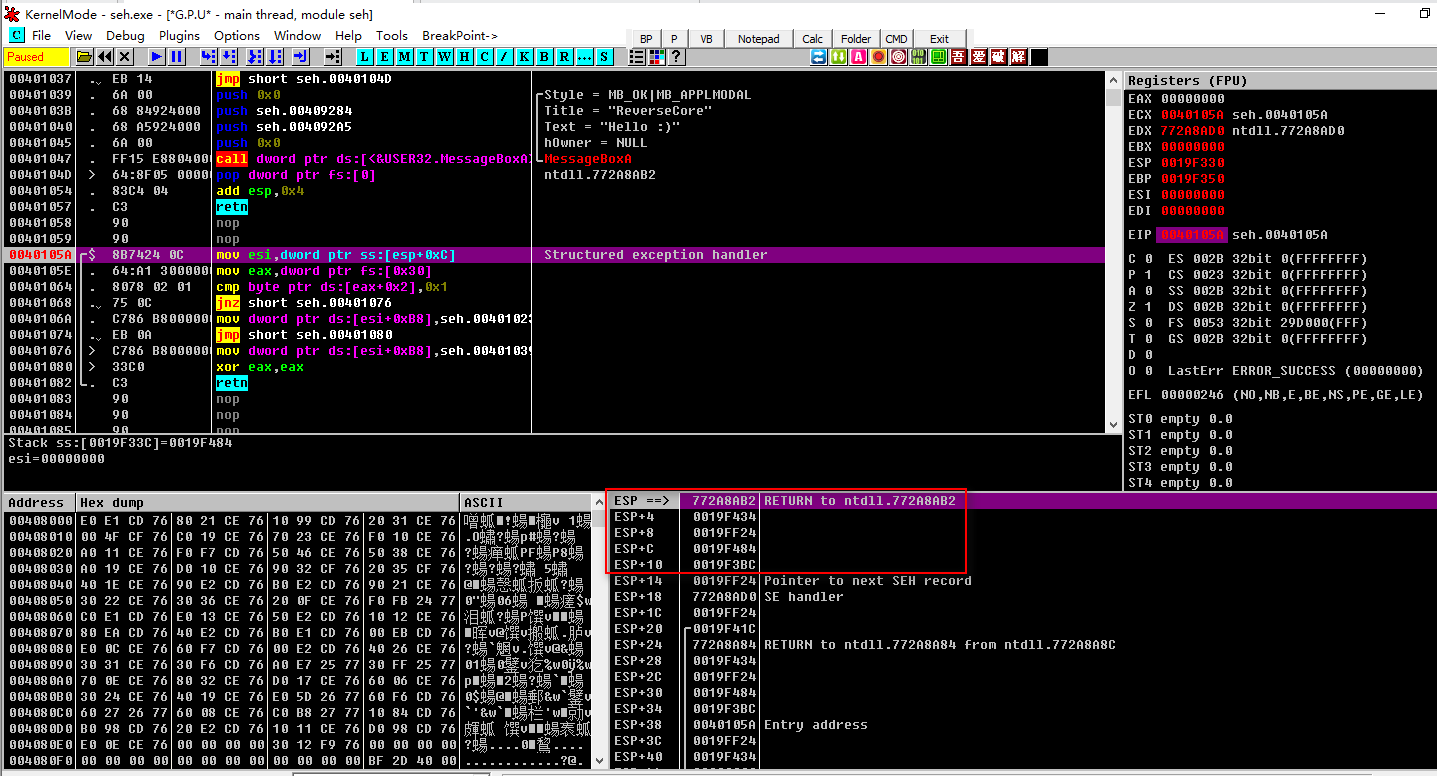 KernelMode - seh.exe - [*G.P.U* - main thread, module seh]
C File View Debug Plugins Options Window Help Tools BreakPoint->
BP P VB Notepad Calc Folder CMD Exit
Paused
L E M T W H C / K B R ... S ?
吾 爱 破 解
00401037 . EB 14 jmp short seh.0040104D
00401039 . 6A 00 push 0x0 Style = MB_OK|MB_APPLMODAL
0040103B . 68 84924000 push seh.00409284 Title = "ReverseCore"
00401040 . 68 A5924000 push seh.004092A5 Text = "Hello :)"
00401045 . 6A 00 push 0x0 hOwner = NULL
00401047 . FF15 E8804000 call dword ptr ds:[<&USER32.MessageBoxA> MessageBoxA
0040104D > 64:8F05 00000 pop dword ptr fs:[0] ntdll.772A8AB2
00401054 . 83C4 04 add esp,0x4
00401057 . C3 retn
00401058 90 nop
00401059 90 nop
0040105A $ 8B7424 0C mov esi,dword ptr ss:[esp+0xC] Structured exception handler
0040105E . 64:A1 3000000 mov eax,dword ptr fs:[0x30]
00401064 . 8078 02 01 cmp byte ptr ds:[eax+0x2],0x1
00401068 . 75 0C jnz short seh.00401076
0040106A . C786 B8000000 mov dword ptr ds:[esi+0xB8],seh.0040102
00401074 . EB 0A jmp short seh.00401080
00401076 > C786 B8000000 mov dword ptr ds:[esi+0xB8],seh.0040103
00401080 > 33C0 xor eax,eax
00401082 . C3 retn
00401083 90 nop
00401084 90 nop
00401085 90 nop
Registers (FPU)
EAX 00000000
ECX 0040105A seh.0040105A
EDX 772A8AD0 ntdll.772A8AD0
EBX 00000000
ESP 0019F330
EBP 0019F350
ESI 00000000
EDI 00000000
EIP 0040105A seh.0040105A
C 0 ES 002B 32bit 0(FFFFFFFF)
P 1 CS 0023 32bit 0(FFFFFFFF)
A 0 SS 002B 32bit 0(FFFFFFFF)
Z 1 DS 002B 32bit 0(FFFFFFFF)
S 0 FS 0053 32bit 29D000(FFF)
T 0 GS 002B 32bit 0(FFFFFFFF)
D 0
O 0 LastErr ERROR_SUCCESS (00000000)
EFL 00000246 (NO,NB,E,BE,NS,PE,GE,LE)
ST0 empty 0.0
ST1 empty 0.0
ST2 empty 0.0
ST3 empty 0.0
ST4 empty 0.0
Stack ss:[0019F33C]=0019F484
esi=00000000
Address Hex dump ASCII
00408000 E0 E1 CD 76 80 21 CE 76 10 99 CD 76 20 31 CE 76
00408010 00 4F CF 76 C0 19 CE 76 70 23 CE 76 F0 10 CE 76
00408020 A0 11 CE 76 F0 F7 CD 76 50 46 CE 76 50 38 CE 76
00408030 A0 19 CE 76 D0 10 CE 76 90 32 CF 76 20 35 CF 76
00408040 40 1E CE 76 90 E2 CD 76 B0 E2 CD 76 90 21 CE 76
00408050 30 22 CE 76 30 36 CE 76 20 0F CE 76 F0 FB 24 77
00408060 C0 E1 CD 76 E0 13 CE 76 50 E2 CD 76 10 12 CE 76
00408070 80 EA CD 76 40 E2 CD 76 B0 E1 CD 76 00 EB CD 76
00408080 E0 0C CE 76 60 F7 CD 76 00 E2 CD 76 40 26 CE 76
00408090 30 31 CE 76 30 F6 CD 76 A0 E7 25 77 30 FF 25 77
004080A0 70 0E CE 76 80 32 CE 76 D0 17 CE 76 60 06 CE 76
004080B0 30 24 CE 76 40 19 CE 76 E0 5D 26 77 60 F6 CD 76
004080C0 60 27 26 77 60 08 CE 76 C0 B8 27 77 10 84 CD 76
004080D0 B0 98 CD 76 20 E2 CD 76 10 11 CE 76 D0 98 CD 76
004080E0 E0 0E CE 76 00 00 00 00 30 12 F9 76 00 00 00 00
004080F0 00 00 00 00 00 00 00 00 00 00 00 00 BF 2D 40 00
ESP ==> 772A8AB2 RETURN to ntdll.772A8AB2
ESP+4 0019F434
ESP+8 0019FF24
ESP+C 0019F484
ESP+10 0019F3BC
ESP+14 0019FF24 Pointer to next SEH record
ESP+18 772A8AD0 SE handler
ESP+1C 0019FF24
ESP+20 0019F41C
ESP+24 772A8A84 RETURN to ntdll.772A8A84 from ntdll.772A8A8C
ESP+28 0019F434
ESP+2C 0019FF24
ESP+30 0019F484
ESP+34 0019F3BC
ESP+38 0040105A Entry address
ESP+3C 0019FF24
ESP+40 0019F434